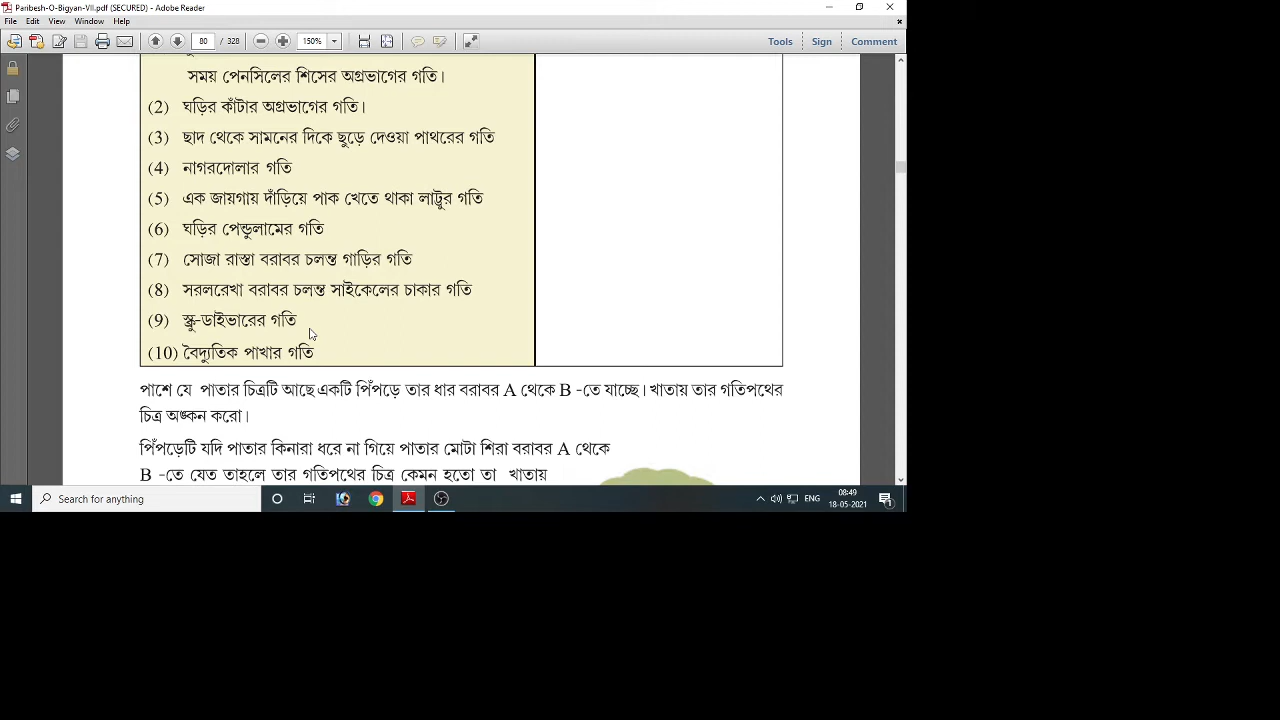 Paribesh-O-Bigyan-VII.pdf (SECURED) - Adobe Reader
File Edit View Window Help
80 / 328 150% Tools Sign Comment
সময় পেনসিলের শিসের অগ্রভাগের গতি।
(2) ঘড়ির কাঁটার অগ্রভাগের গতি।
(3) ছাদ থেকে সামনের দিকে ছুড়ে দেওয়া পাথরের গতি
(4) নাগরদোলার গতি
(5) এক জায়গায় দাঁড়িয়ে পাক খেতে থাকা লাট্টুর গতি
(6) ঘড়ির পেন্ডুলামের গতি
(7) সোজা রাস্তা বরাবর চলন্ত গাড়ির গতি
(8) সরলরেখা বরাবর চলন্ত সাইকেলের চাকার গতি
(9) স্ক্রু-ডাইভারের গতি
(10) বৈদ্যুতিক পাখার গতি
পাশে যে পাতার চিত্রটি আছে একটি পিঁপড়ে তার ধার বরাবর A থেকে B -তে যাচ্ছে। খাতায় তার গতিপথের
চিত্র অঙ্কন করো।
পিঁপড়েটি যদি পাতার কিনারা ধরে না গিয়ে পাতার মোটা শিরা বরাবর A থেকে
B -তে যেত তাহলে তার গতিপথের চিত্র কেমন হতো তা খাতায়
Search for anything
ENG
08:49
18-05-2021